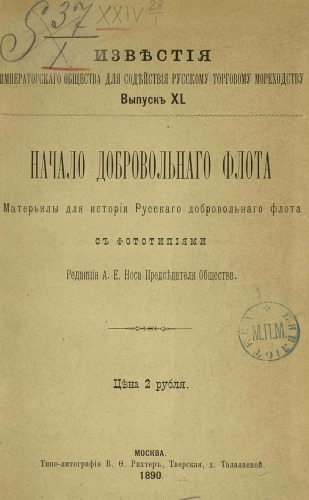 37 XXIV 28/1
X.
ИЗВѢСТІЯ
ИМПЕРАТОРСКАГО ОБЩЕСТВА ДЛЯ СОДѢЙСТВІЯ РУССКОМУ ТОРГОВОМУ МОРЕХОДСТВУ
Выпускъ XL
НАЧАЛО ДОБРОВОЛЬНАГО ФЛОТА
Матерьялы для исторіи Русскаго добровольнаго флота
СЪ ФОТОТИПІЯМИ
Редакція А. Е. Носа Предсѣдателя Общества.
БИБЛІОТЕКА
М.П.М.
Цѣна 2 рубля.
МОСКВА.
Типо-литографія В. Ѳ. Рихтеръ, Тверская, д. Талалаевой.
1890.